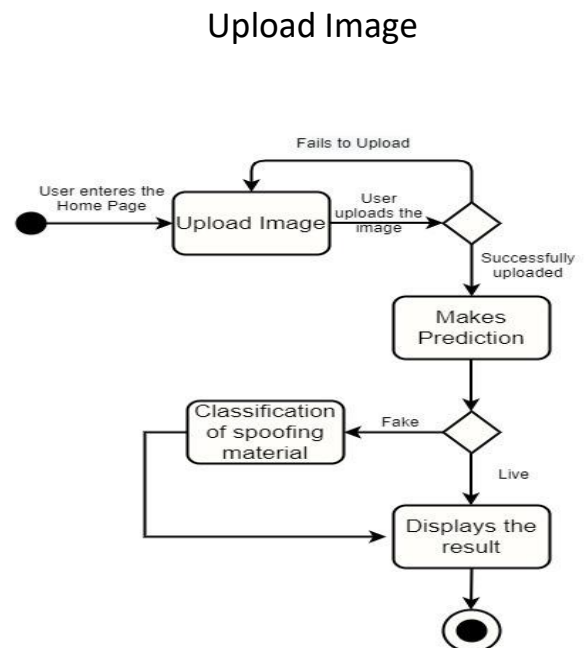 Upload Image
Fails to Upload
User enteres the
Home Page
Upload Image
User
uploads the
image
Successfully
uploaded
Makes
Prediction
Classification
of spoofing
material
Fake
Live
Displays the
result